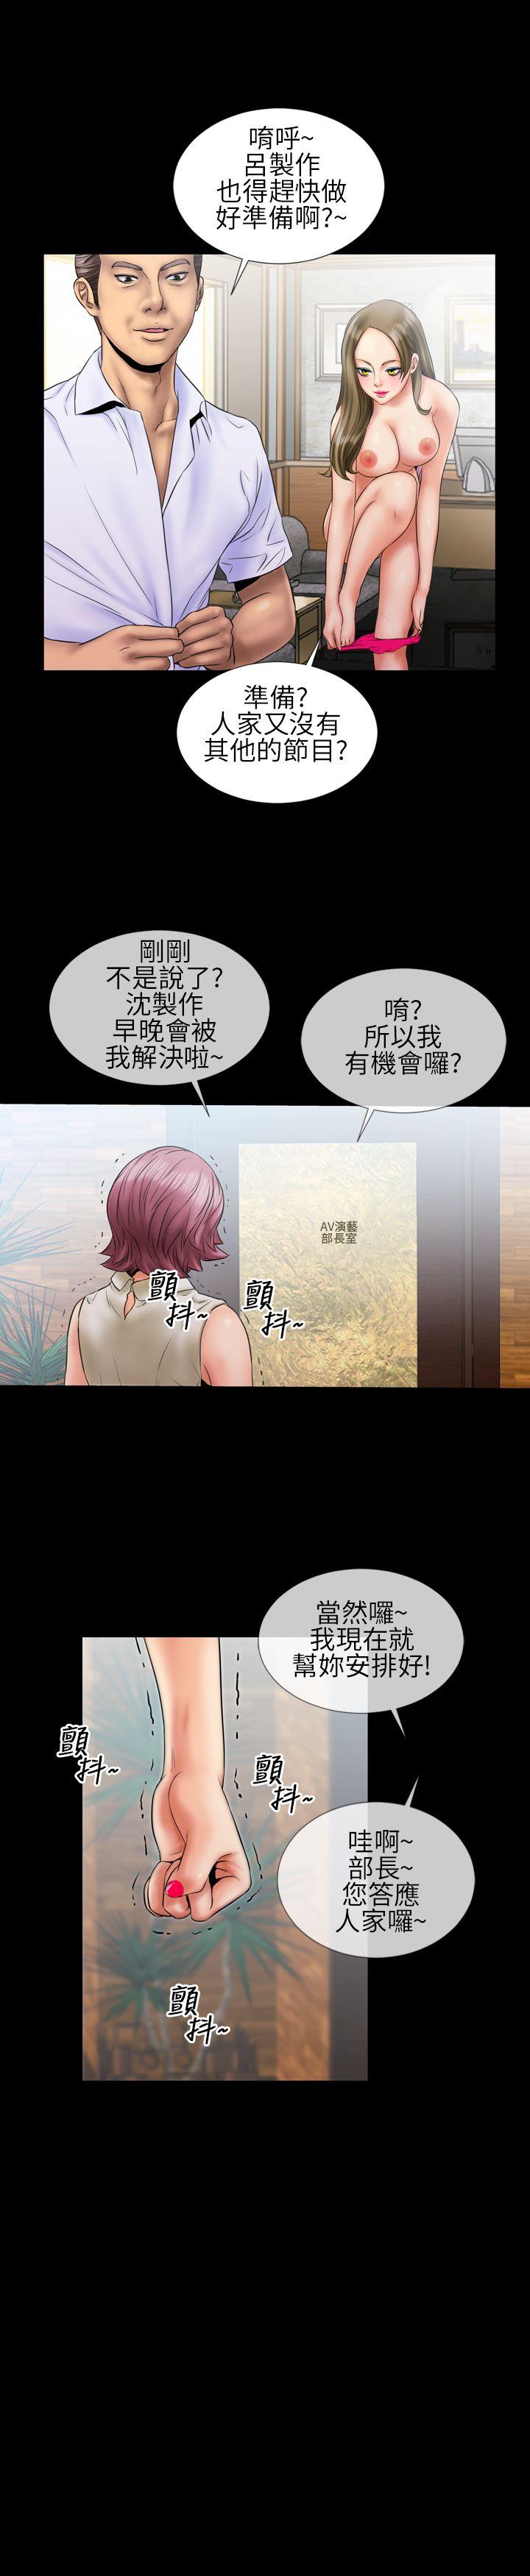 唷呼~
呂製作
也得趕快做
好準備啊?~
準備?
人家又沒有
其他的節目?
剛剛
不是說了?
沈製作
早晚會被
我解決啦~
唷?
所以我
有機會囉?
AV演藝
部長室
顫
抖~
顫
抖~
當然囉~
我現在就
幫妳安排好!
顫
抖~
顫
抖~
哇啊~
部長~
您答應
人家囉~
顫
抖~